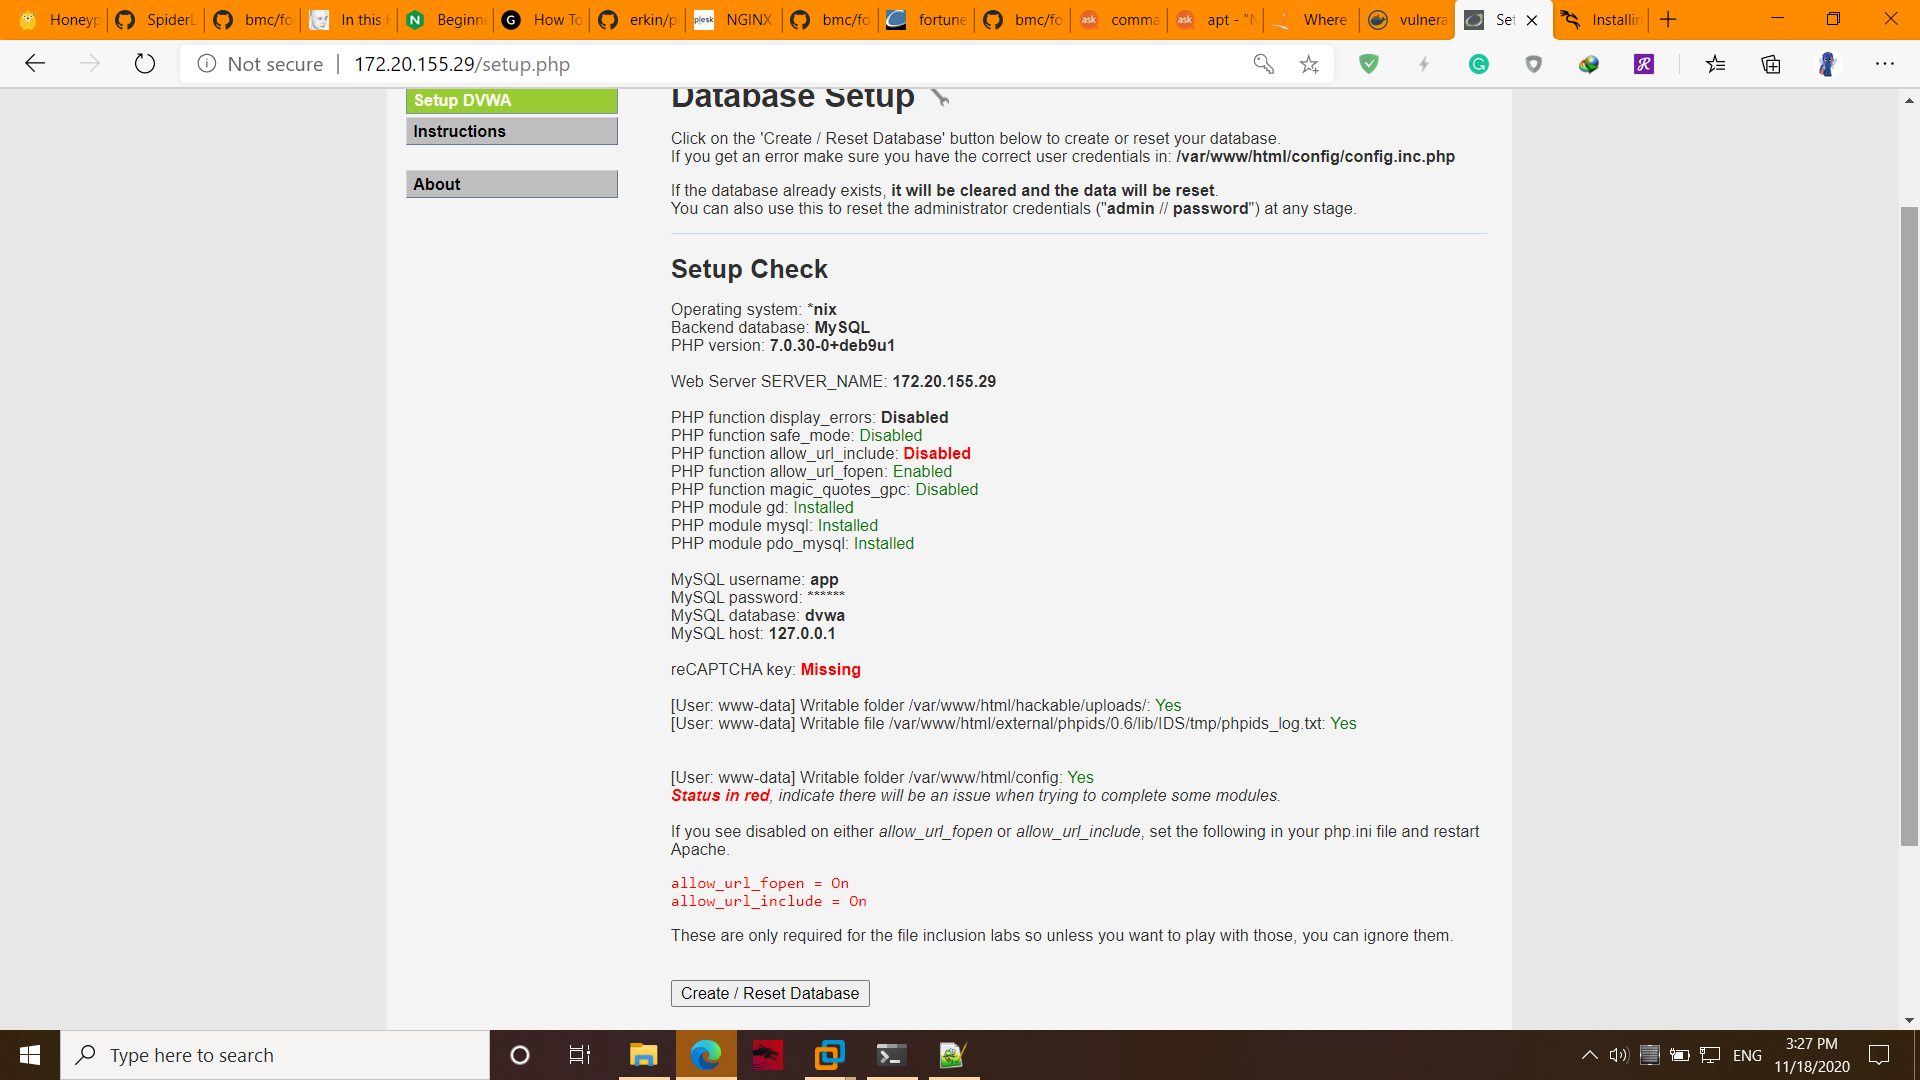 Honeyp
SpiderL
bmc/fo
In this H
Beginne
How To
erkin/p
plesk
NGINX
bmc/fo
fortune
bmc/fo
ask
comma
ask
apt - "N
Where
vulnera
Set
Installin
Not secure | 172.20.155.29/setup.php
Setup DVWA
Instructions
About
Database Setup
Click on the 'Create / Reset Database' button below to create or reset your database.
If you get an error make sure you have the correct user credentials in: /var/www/html/config/config.inc.php
If the database already exists, it will be cleared and the data will be reset.
You can also use this to reset the administrator credentials ("admin // password") at any stage.
Setup Check
Operating system: *nix
Backend database: MySQL
PHP version: 7.0.30-0+deb9u1
Web Server SERVER_NAME: 172.20.155.29
PHP function display_errors: Disabled
PHP function safe_mode: Disabled
PHP function allow_url_include: Disabled
PHP function allow_url_fopen: Enabled
PHP function magic_quotes_gpc: Disabled
PHP module gd: Installed
PHP module mysql: Installed
PHP module pdo_mysql: Installed
MySQL username: app
MySQL password: ******
MySQL database: dvwa
MySQL host: 127.0.0.1
reCAPTCHA key: Missing
[User: www-data] Writable folder /var/www/html/hackable/uploads/: Yes
[User: www-data] Writable file /var/www/html/external/phpids/0.6/lib/IDS/tmp/phpids_log.txt: Yes
[User: www-data] Writable folder /var/www/html/config: Yes
Status in red, indicate there will be an issue when trying to complete some modules.
If you see disabled on either allow_url_fopen or allow_url_include, set the following in your php.ini file and restart
Apache.
allow_url_fopen = On
allow_url_include = On
These are only required for the file inclusion labs so unless you want to play with those, you can ignore them.
Create / Reset Database
Type here to search
ENG
3:27 PM
11/18/2020